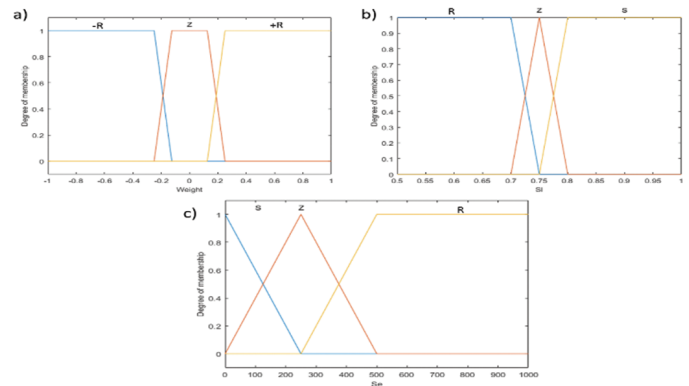 a)
-R Z +R
Degree of membership
1
0.8
0.6
0.4
0.2
0
-1 -0.8 -0.6 -0.4 -0.2 0 0.2 0.4 0.6 0.8 1
Weight
b)
R Z S
Degree of membership
1
0.9
0.8
0.7
0.6
0.5
0.4
0.3
0.2
0.1
0
0.5 0.55 0.6 0.65 0.7 0.75 0.8 0.85 0.9 0.95 1
SI
c)
S Z R
Degree of membership
1
0.8
0.6
0.4
0.2
0
0 100 200 300 400 500 600 700 800 900 1000
Se